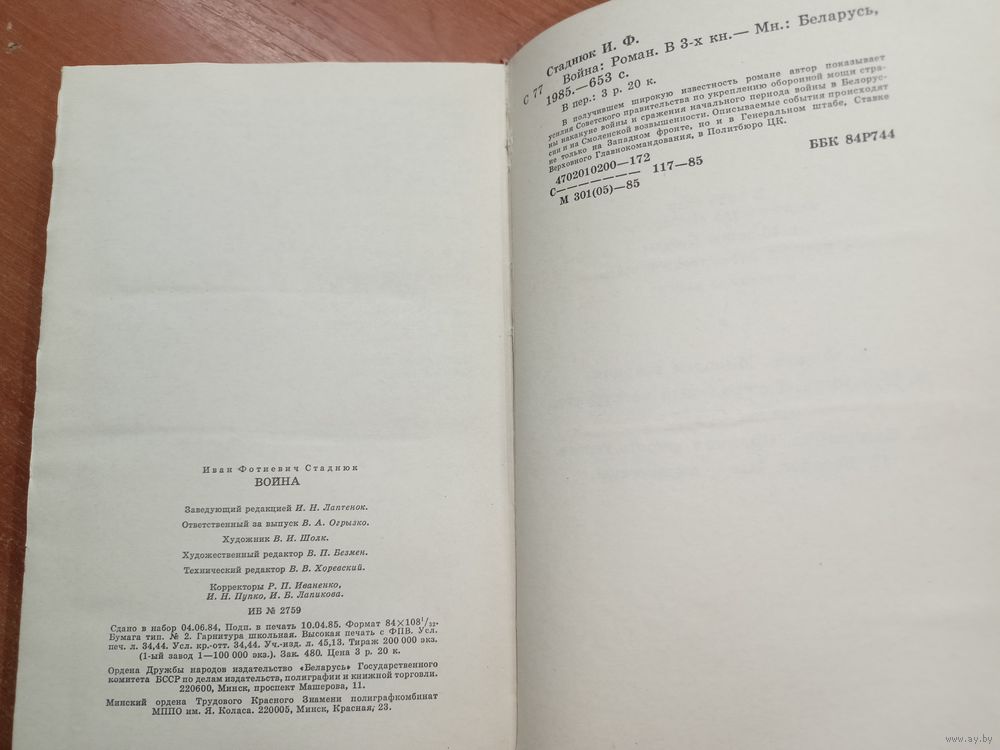 Иван Фотиевич Стаднюк
ВОЙНА
Заведующий редакцией И. Н. Лаптенок.
Ответственный за выпуск В. А. Огрызко.
Художник В. И. Шолк.
Художественный редактор В. П. Безмен.
Технический редактор В. В. Хоревский.
Корректоры Р. П. Иваненко,
И. Н. Пупко, И. Б. Лапикова.
ИБ № 2759
Сдано в набор 04.06.84, Подп. в печать 10.04.85. Формат 84×108¹/₃₂.
Бумага тип. № 2. Гарнитура школьная. Высокая печать с ФПВ. Усл.
печ. л. 34,44. Усл. кр.-отт. 34,44. Уч.-изд. л. 45,13. Тираж 200 000 экз.
(1-ый завод 1—100 000 экз.) Зак. 480. Цена 3 р. 20 к.
Ордена Дружбы народов издательство «Беларусь» Государственного
комитета БССР по делам издательств, полиграфии и книжной торговли.
220600, Минск, проспект Машерова, 11.
Минский ордена Трудового Красного Знамени полиграфкомбинат
МППО им. Я. Коласа. 220005, Минск, Красная, 23.
Стаднюк И. Ф.
С 77 Война: Роман. В 3-х кн.— Мн.: Беларусь,
1985.—653 с.
В пер.: 3 р. 20 к.
В получившем широкую известность романе автор показывает
усилия Советского правительства по укреплению оборонной мощи стра-
ны накануне войны и сражения начального периода войны в Белорус-
сии и на Смоленской возвышенности. Описываемые события происходят
не только на Западном фронте, но и в Генеральном штабе, Ставке
Верховного Главнокомандования, в Политбюро ЦК.
4702010200—172
С——————— 117—85
М 301(05)—85
ББК 84Р744
www.ay.by